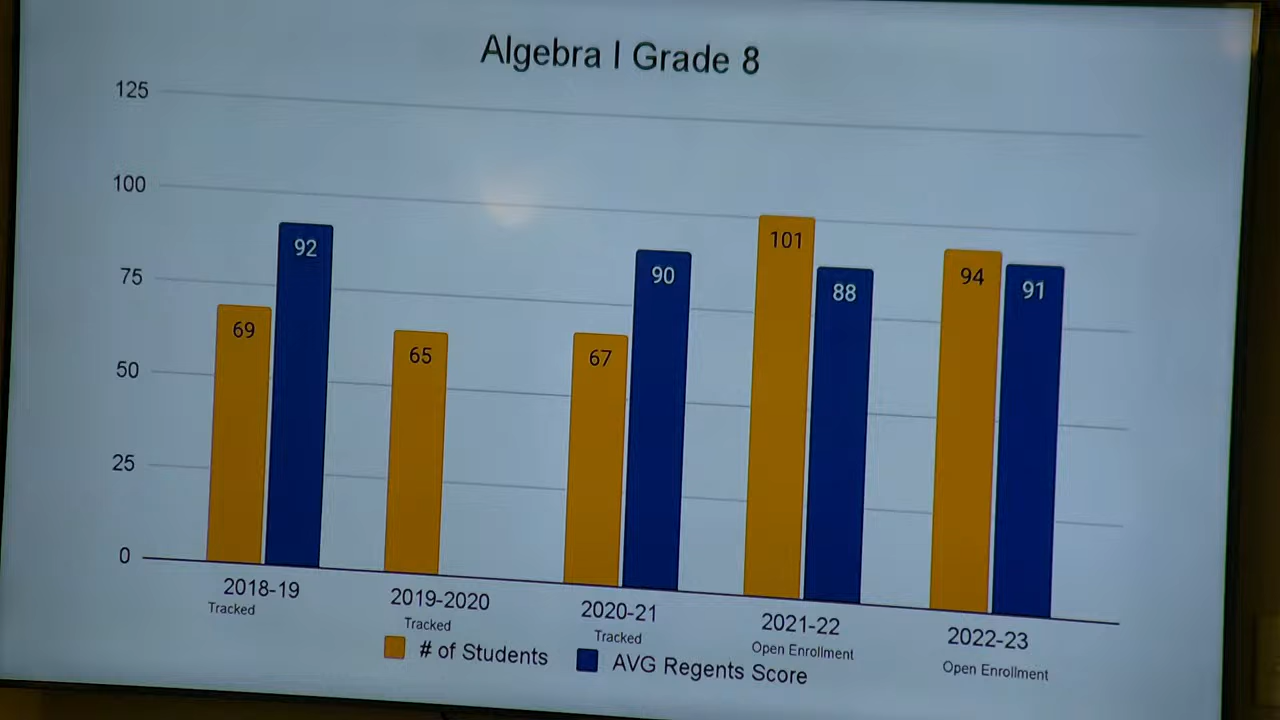 Algebra I Grade 8
125
100
75
50
25
0
69
92
65
67
90
101
88
94
91
2018-19
Tracked
2019-2020
Tracked
2020-21
Tracked
2021-22
Open Enrollment
2022-23
Open Enrollment
# of Students
AVG Regents Score